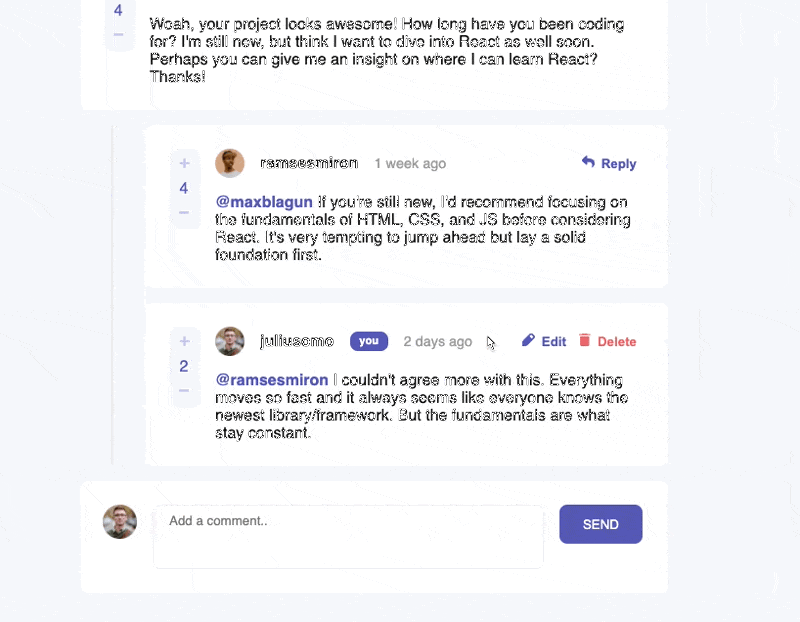 4
Woah, your project looks awesome! How long have you been coding
for? I'm still new, but think I want to dive into React as well soon.
Perhaps you can give me an insight on where I can learn React?
Thanks!
ramsesmiron 1 week ago Reply
4
@maxblagun If you're still new, I'd recommend focusing on
the fundamentals of HTML, CSS, and JS before considering
React. It's very tempting to jump ahead but lay a solid
foundation first.
juliusomo you 2 days ago Edit Delete
2
@ramsesmiron I couldn't agree more with this. Everything
moves so fast and it always seems like everyone knows the
newest library/framework. But the fundamentals are what
stay constant.
Add a comment..
SEND